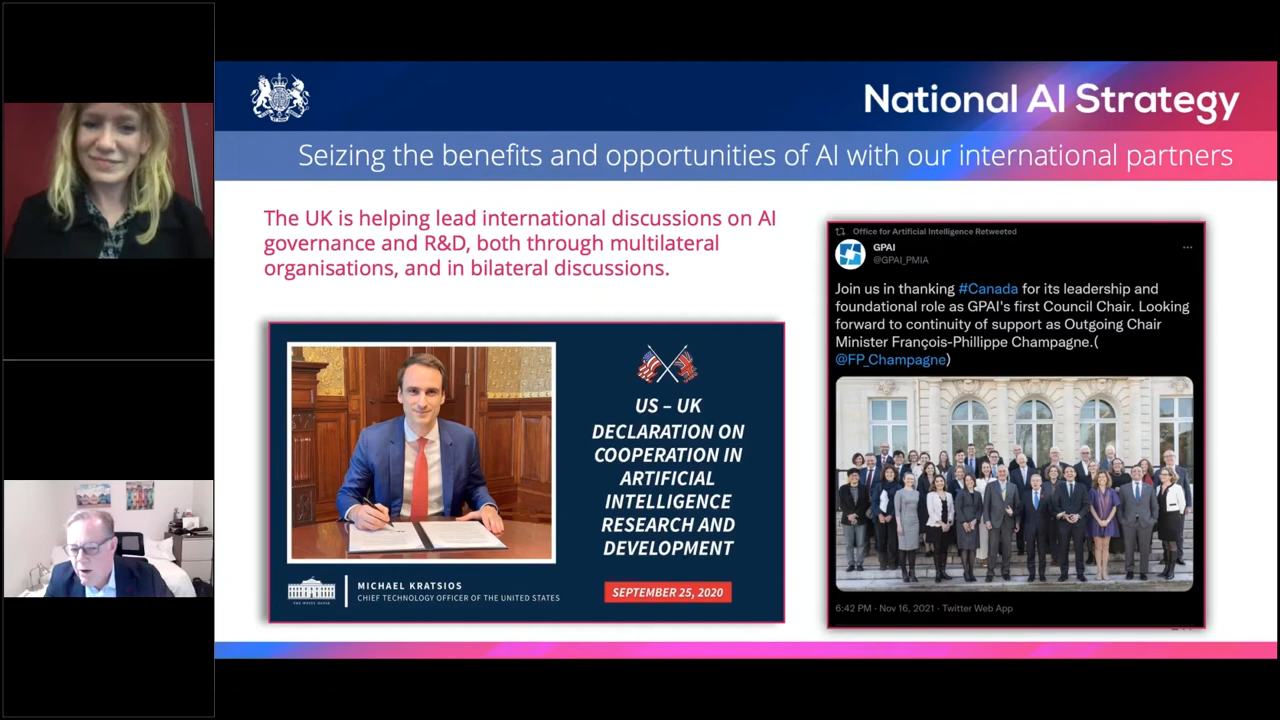 National AI Strategy
Seizing the benefits and opportunities of AI with our international partners
The UK is helping lead international discussions on AI
governance and R&D, both through multilateral
organisations, and in bilateral discussions.
US – UK
DECLARATION ON
COOPERATION IN
ARTIFICIAL
INTELLIGENCE
RESEARCH AND
DEVELOPMENT
SEPTEMBER 25, 2020
THE WHITE HOUSE
MICHAEL KRATSIOS
CHIEF TECHNOLOGY OFFICER OF THE UNITED STATES
Office for Artificial Intelligence Retweeted
GPAI
@GPAI_PMIA
Join us in thanking #Canada for its leadership and
foundational role as GPAI's first Council Chair. Looking
forward to continuity of support as Outgoing Chair
Minister François-Phillippe Champagne.(
@FP_Champagne)
6:42 PM · Nov 16, 2021 · Twitter Web App